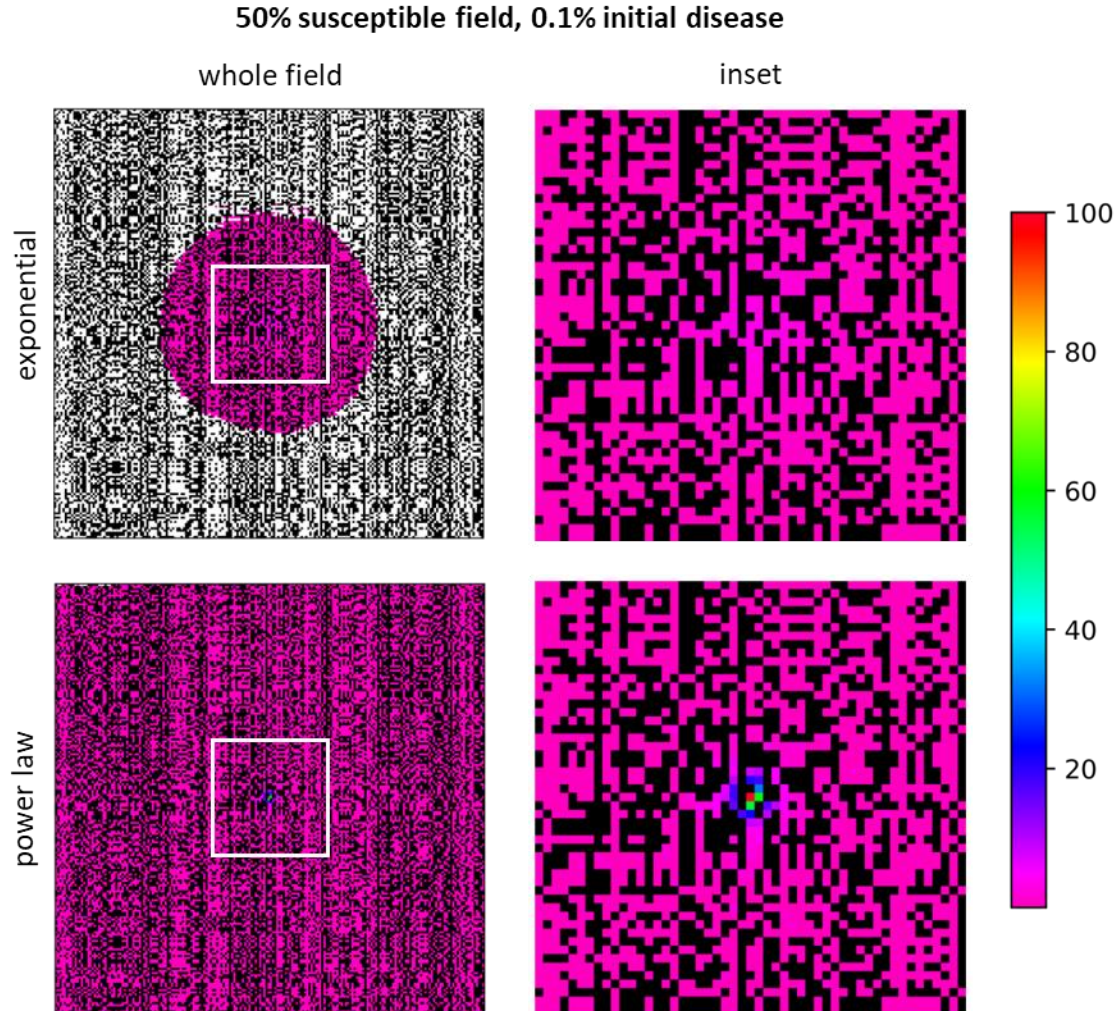 50% susceptible field, 0.1% initial disease
whole field
inset
exponential
power law
100
80
60
40
20